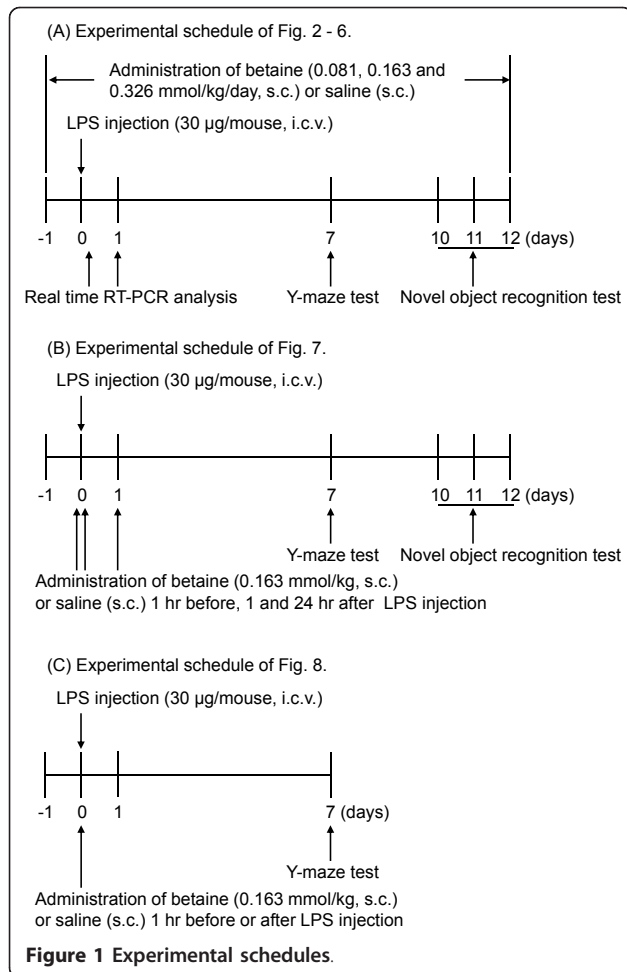 (A) Experimental schedule of Fig. 2 - 6.
Administration of betaine (0.081, 0.163 and
0.326 mmol/kg/day, s.c.) or saline (s.c.)
LPS injection (30 µg/mouse, i.c.v.)
-1 0 1 7 10 11 12 (days)
Real time RT-PCR analysis Y-maze test Novel object recognition test
(B) Experimental schedule of Fig. 7.
LPS injection (30 µg/mouse, i.c.v.)
-1 0 1 7 10 11 12 (days)
Y-maze test Novel object recognition test
Administration of betaine (0.163 mmol/kg, s.c.)
or saline (s.c.) 1 hr before, 1 and 24 hr after LPS injection
(C) Experimental schedule of Fig. 8.
LPS injection (30 µg/mouse, i.c.v.)
-1 0 1 7 (days)
Y-maze test
Administration of betaine (0.163 mmol/kg, s.c.)
or saline (s.c.) 1 hr before or after LPS injection
Figure 1 Experimental schedules.